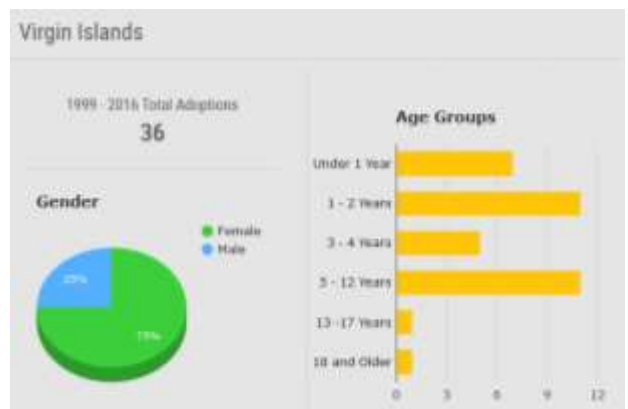 Virgin Islands
1999 - 2016 Total Adoptions
36
Gender
Female
Male
25%
75%
Age Groups
Under 1 Year
1 - 2 Years
3 - 4 Years
5 - 12 Years
13 -17 Years
18 and Older
0
3
6
9
12